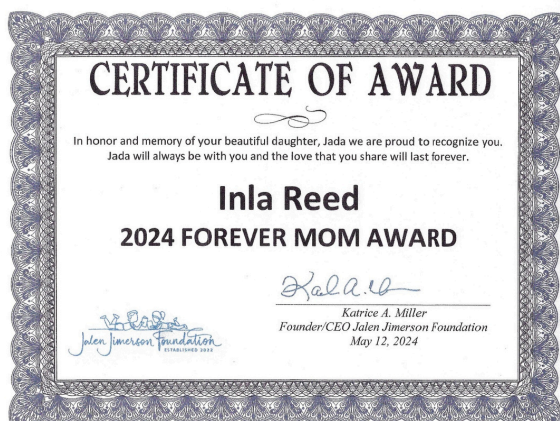 CERTIFICATE OF AWARD
In honor and memory of your beautiful daughter, Jada we are proud to recognize you.
Jada will always be with you and the love that you share will last forever.
Inla Reed
2024 FOREVER MOM AWARD
Katrice A. Miller
Founder/CEO Jalen Jimerson Foundation
May 12, 2024
Jalen Jimerson Foundation
ESTABLISHED 2022